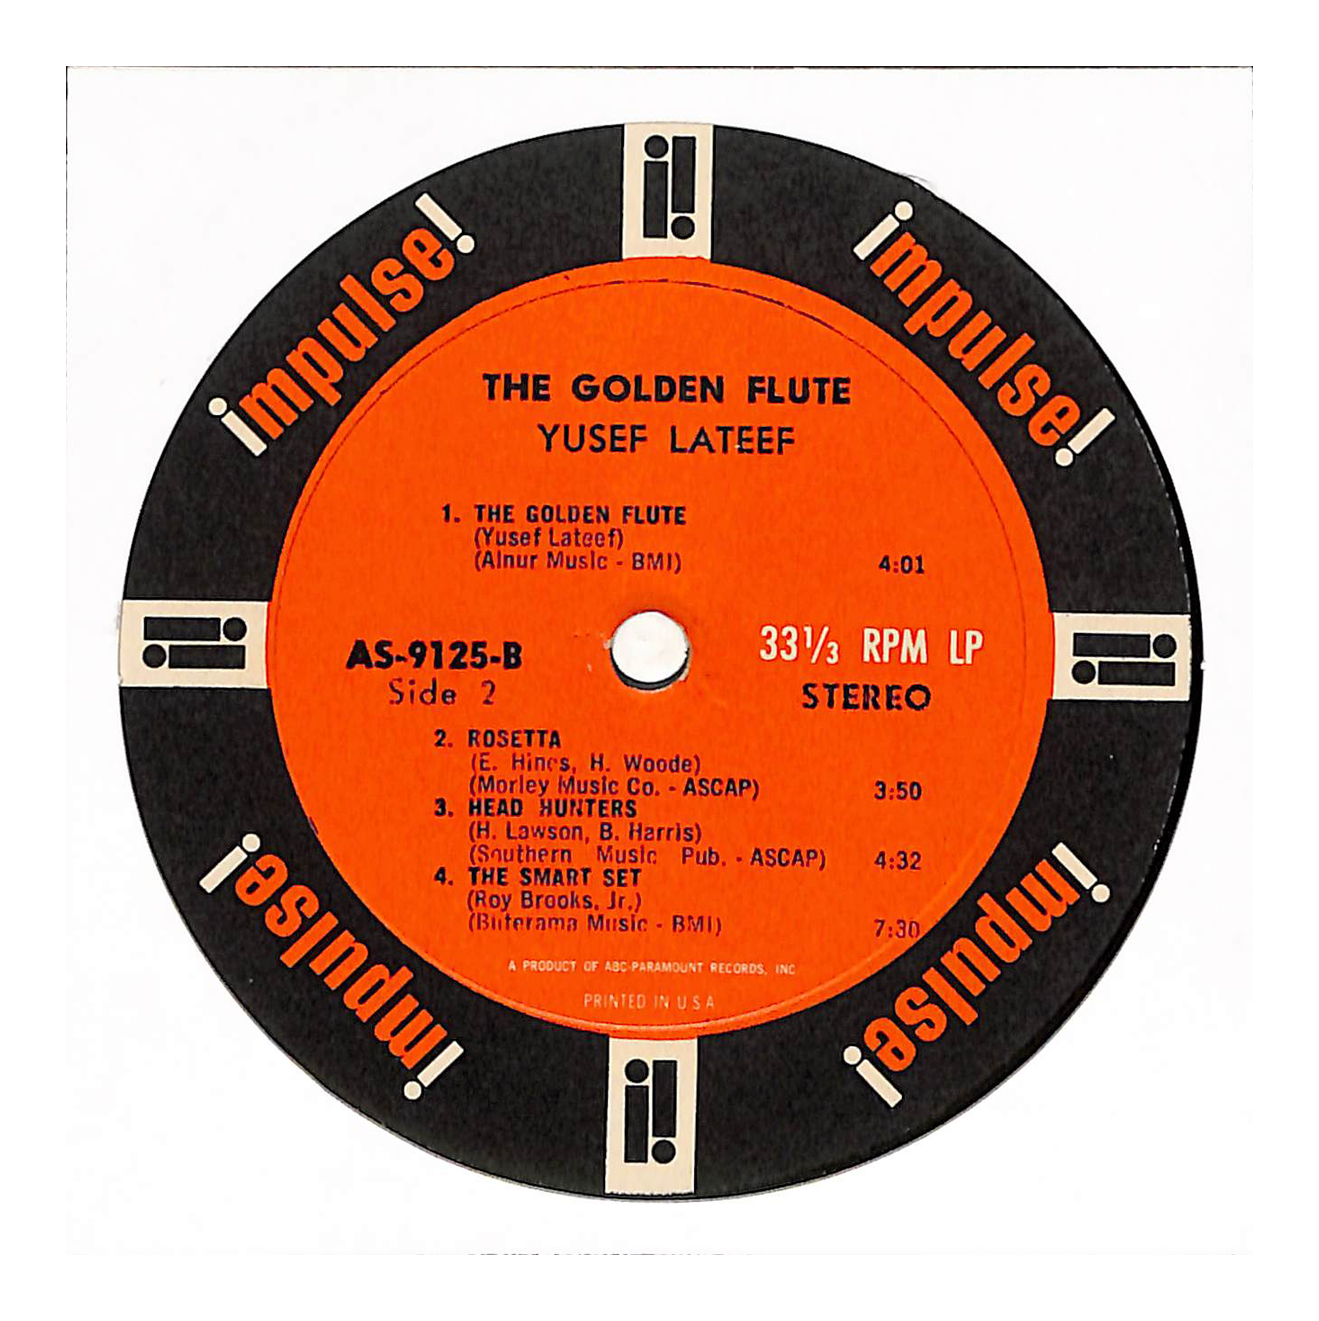 impulse!
impulse!
THE GOLDEN FLUTE
YUSEF LATEEF
1. THE GOLDEN FLUTE
(Yusef Lateef)
(Alnur Music - BMI) 4:01
AS-9125-B
Side 2
33⅓ RPM LP
STEREO
2. ROSETTA
(E. Hines, H. Woode)
(Morley Music Co. - ASCAP) 3:50
3. HEAD HUNTERS
(H. Lawson, B. Harris)
(Southern Music Pub. - ASCAP) 4:32
4. THE SMART SET
(Roy Brooks, Jr.)
(Buterama Music - BMI) 7:30
A PRODUCT OF ABC-PARAMOUNT RECORDS, INC
PRINTED IN U S A
impulse!
impulse!